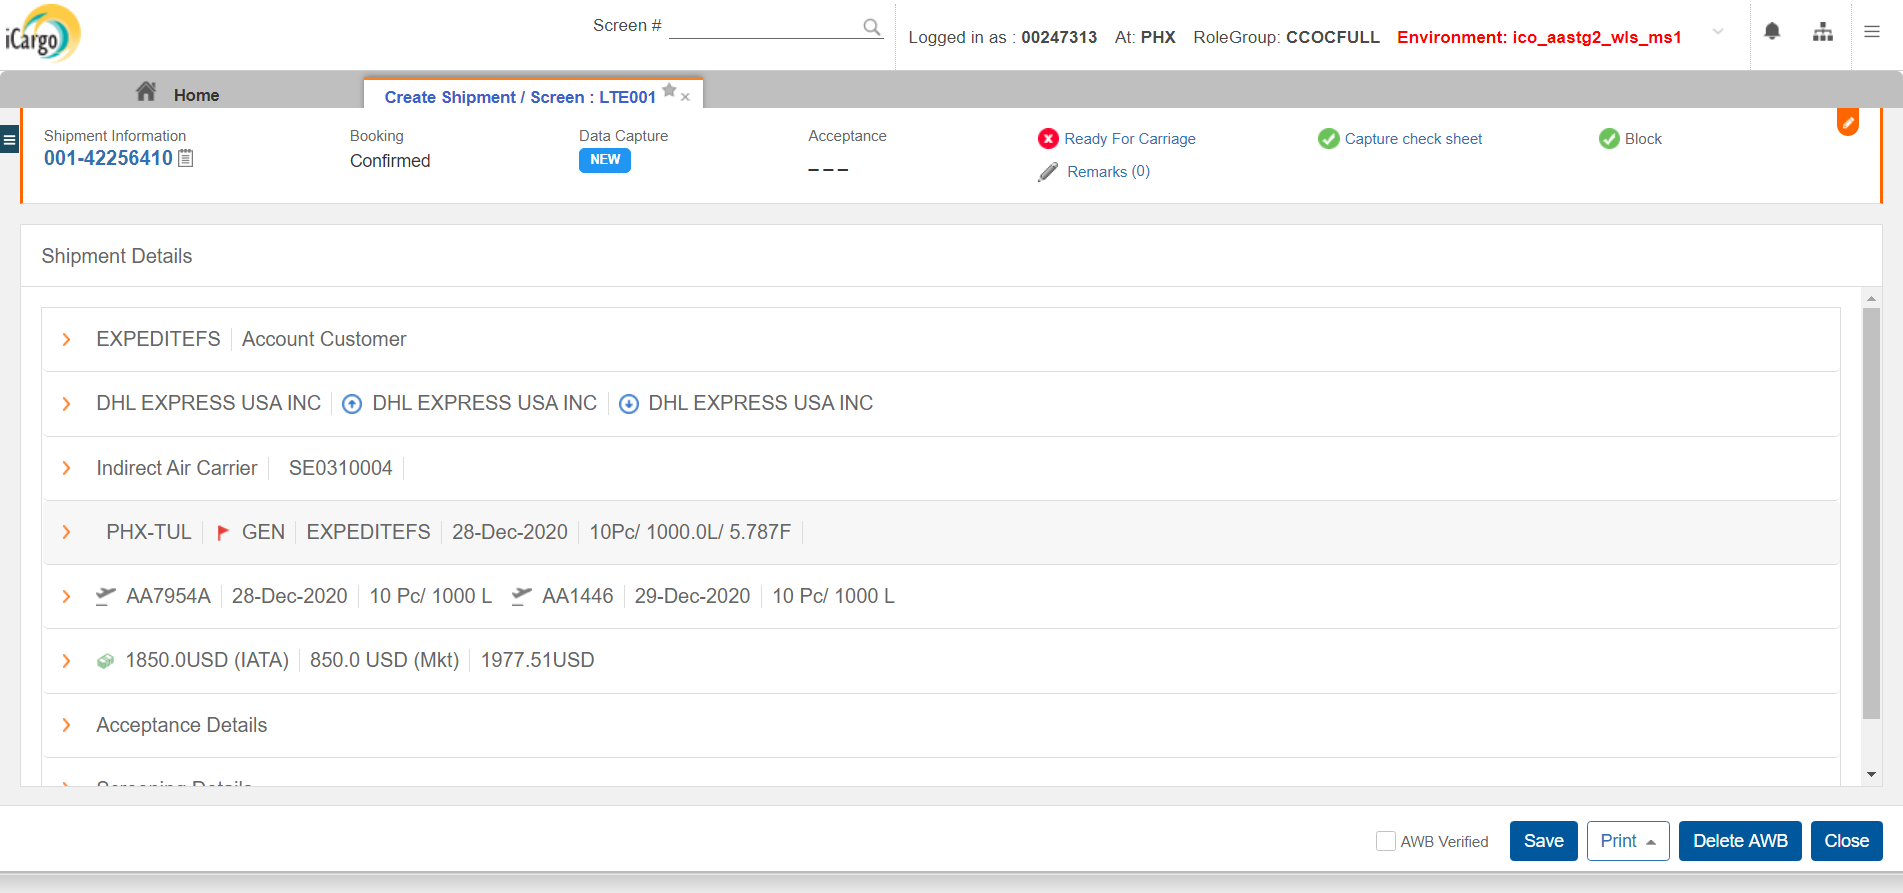 iCargo
Screen #
Logged in as : 00247313 At: PHX RoleGroup: CCOCFULL Environment: ico_aastg2_wls_ms1
Home
Create Shipment / Screen : LTE001
Shipment Information
001-42256410
Booking
Confirmed
Data Capture
NEW
Acceptance
---
Ready For Carriage
Remarks (0)
Capture check sheet
Block
Shipment Details
EXPEDITEFS Account Customer
DHL EXPRESS USA INC DHL EXPRESS USA INC DHL EXPRESS USA INC
Indirect Air Carrier SE0310004
PHX-TUL GEN EXPEDITEFS 28-Dec-2020 10Pc/ 1000.0L/ 5.787F
AA7954A 28-Dec-2020 10 Pc/ 1000 L AA1446 29-Dec-2020 10 Pc/ 1000 L
1850.0USD (IATA) 850.0 USD (Mkt) 1977.51USD
Acceptance Details
Screening Details
AWB Verified Save Print Delete AWB Close